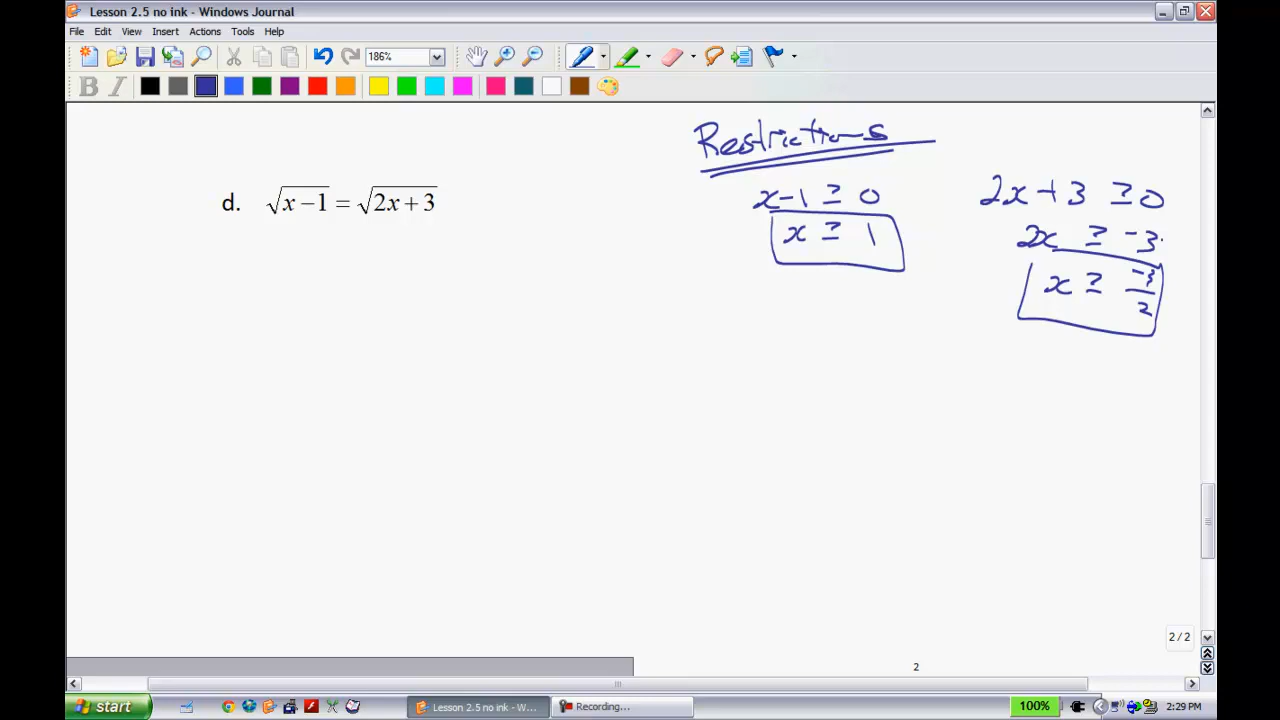 Lesson 2.5 no ink - Windows Journal
File Edit View Insert Actions Tools Help
186%
B I
Restrictions
d. √x−1 = √2x+3
x-1 ≥ 0
x ≥ 1
2x+3 ≥ 0
2x ≥ -3
x ≥ -3/2
2/2
2
start
Lesson 2.5 no ink - W...
Recording...
100%
2:29 PM